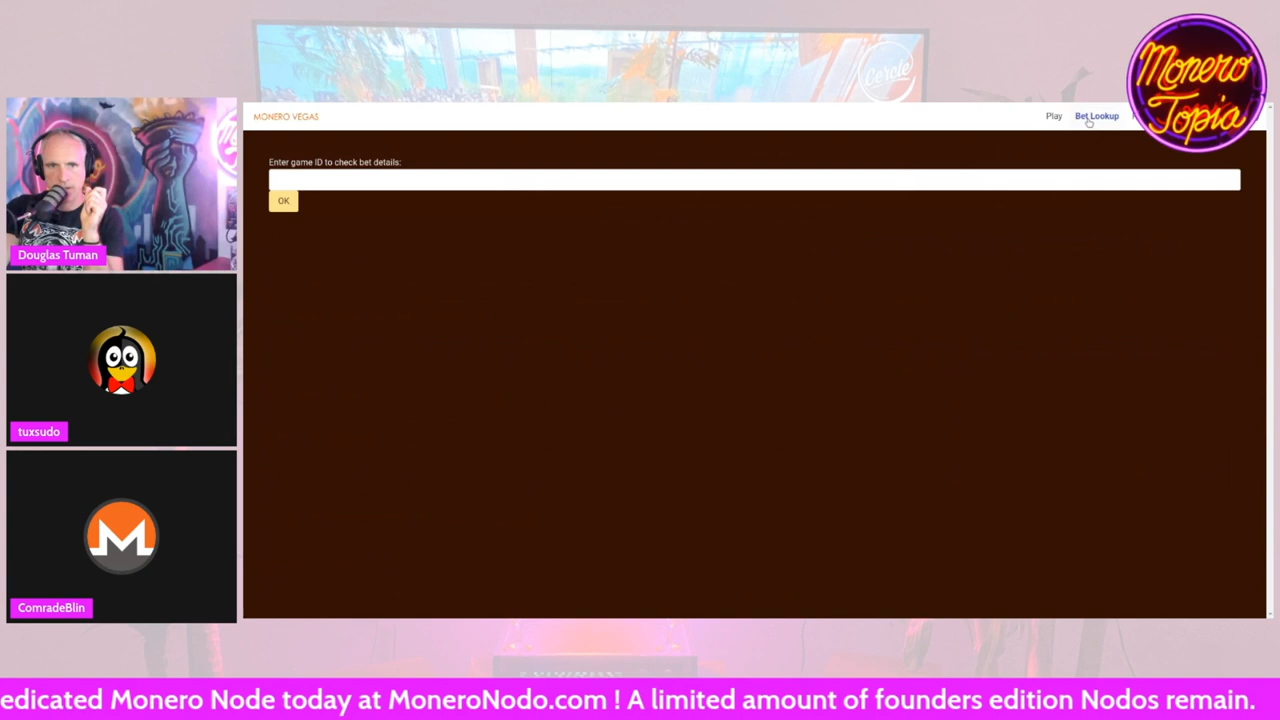 Cercle
Monero
Topia
MONERO VEGAS
Play
Bet Lookup
Enter game ID to check bet details:
OK
Douglas Tuman
tuxsudo
ComradeBlin
edicated Monero Node today at MoneroNodo.com ! A limited amount of founders edition Nodos remain.